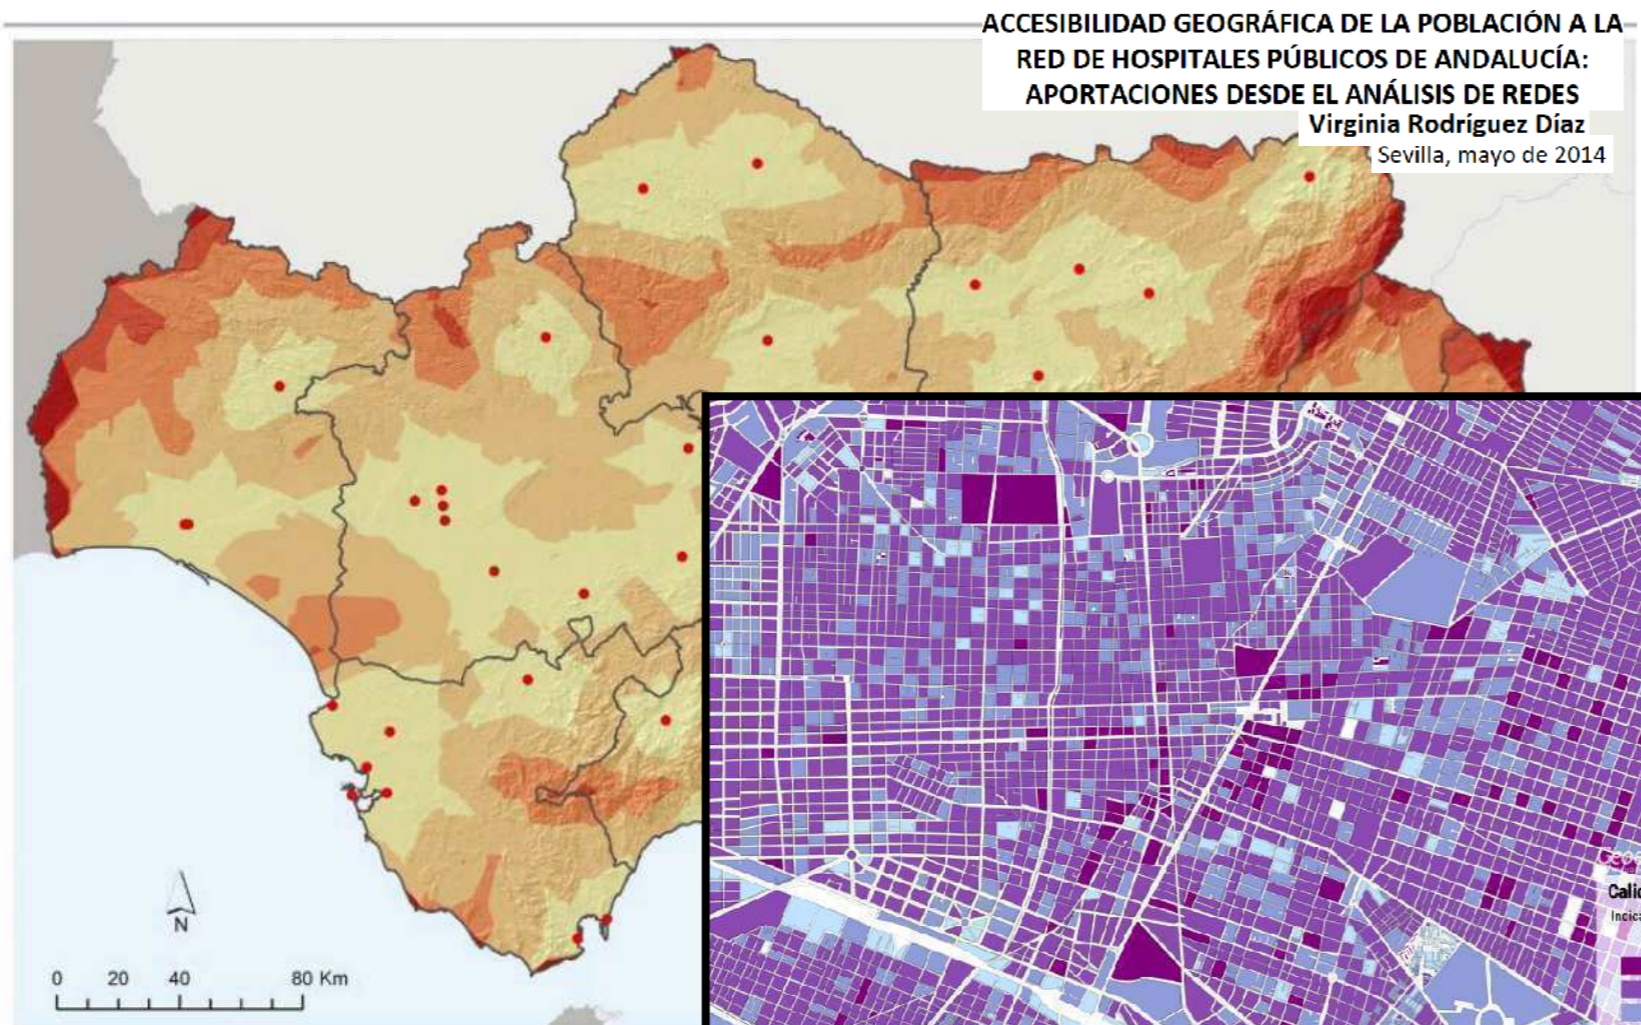 ACCESIBILIDAD GEOGRÁFICA DE LA POBLACIÓN A LA
RED DE HOSPITALES PÚBLICOS DE ANDALUCÍA:
APORTACIONES DESDE EL ANÁLISIS DE REDES
Virginia Rodríguez Díaz
Sevilla, mayo de 2014
N
0 20 40 80 Km